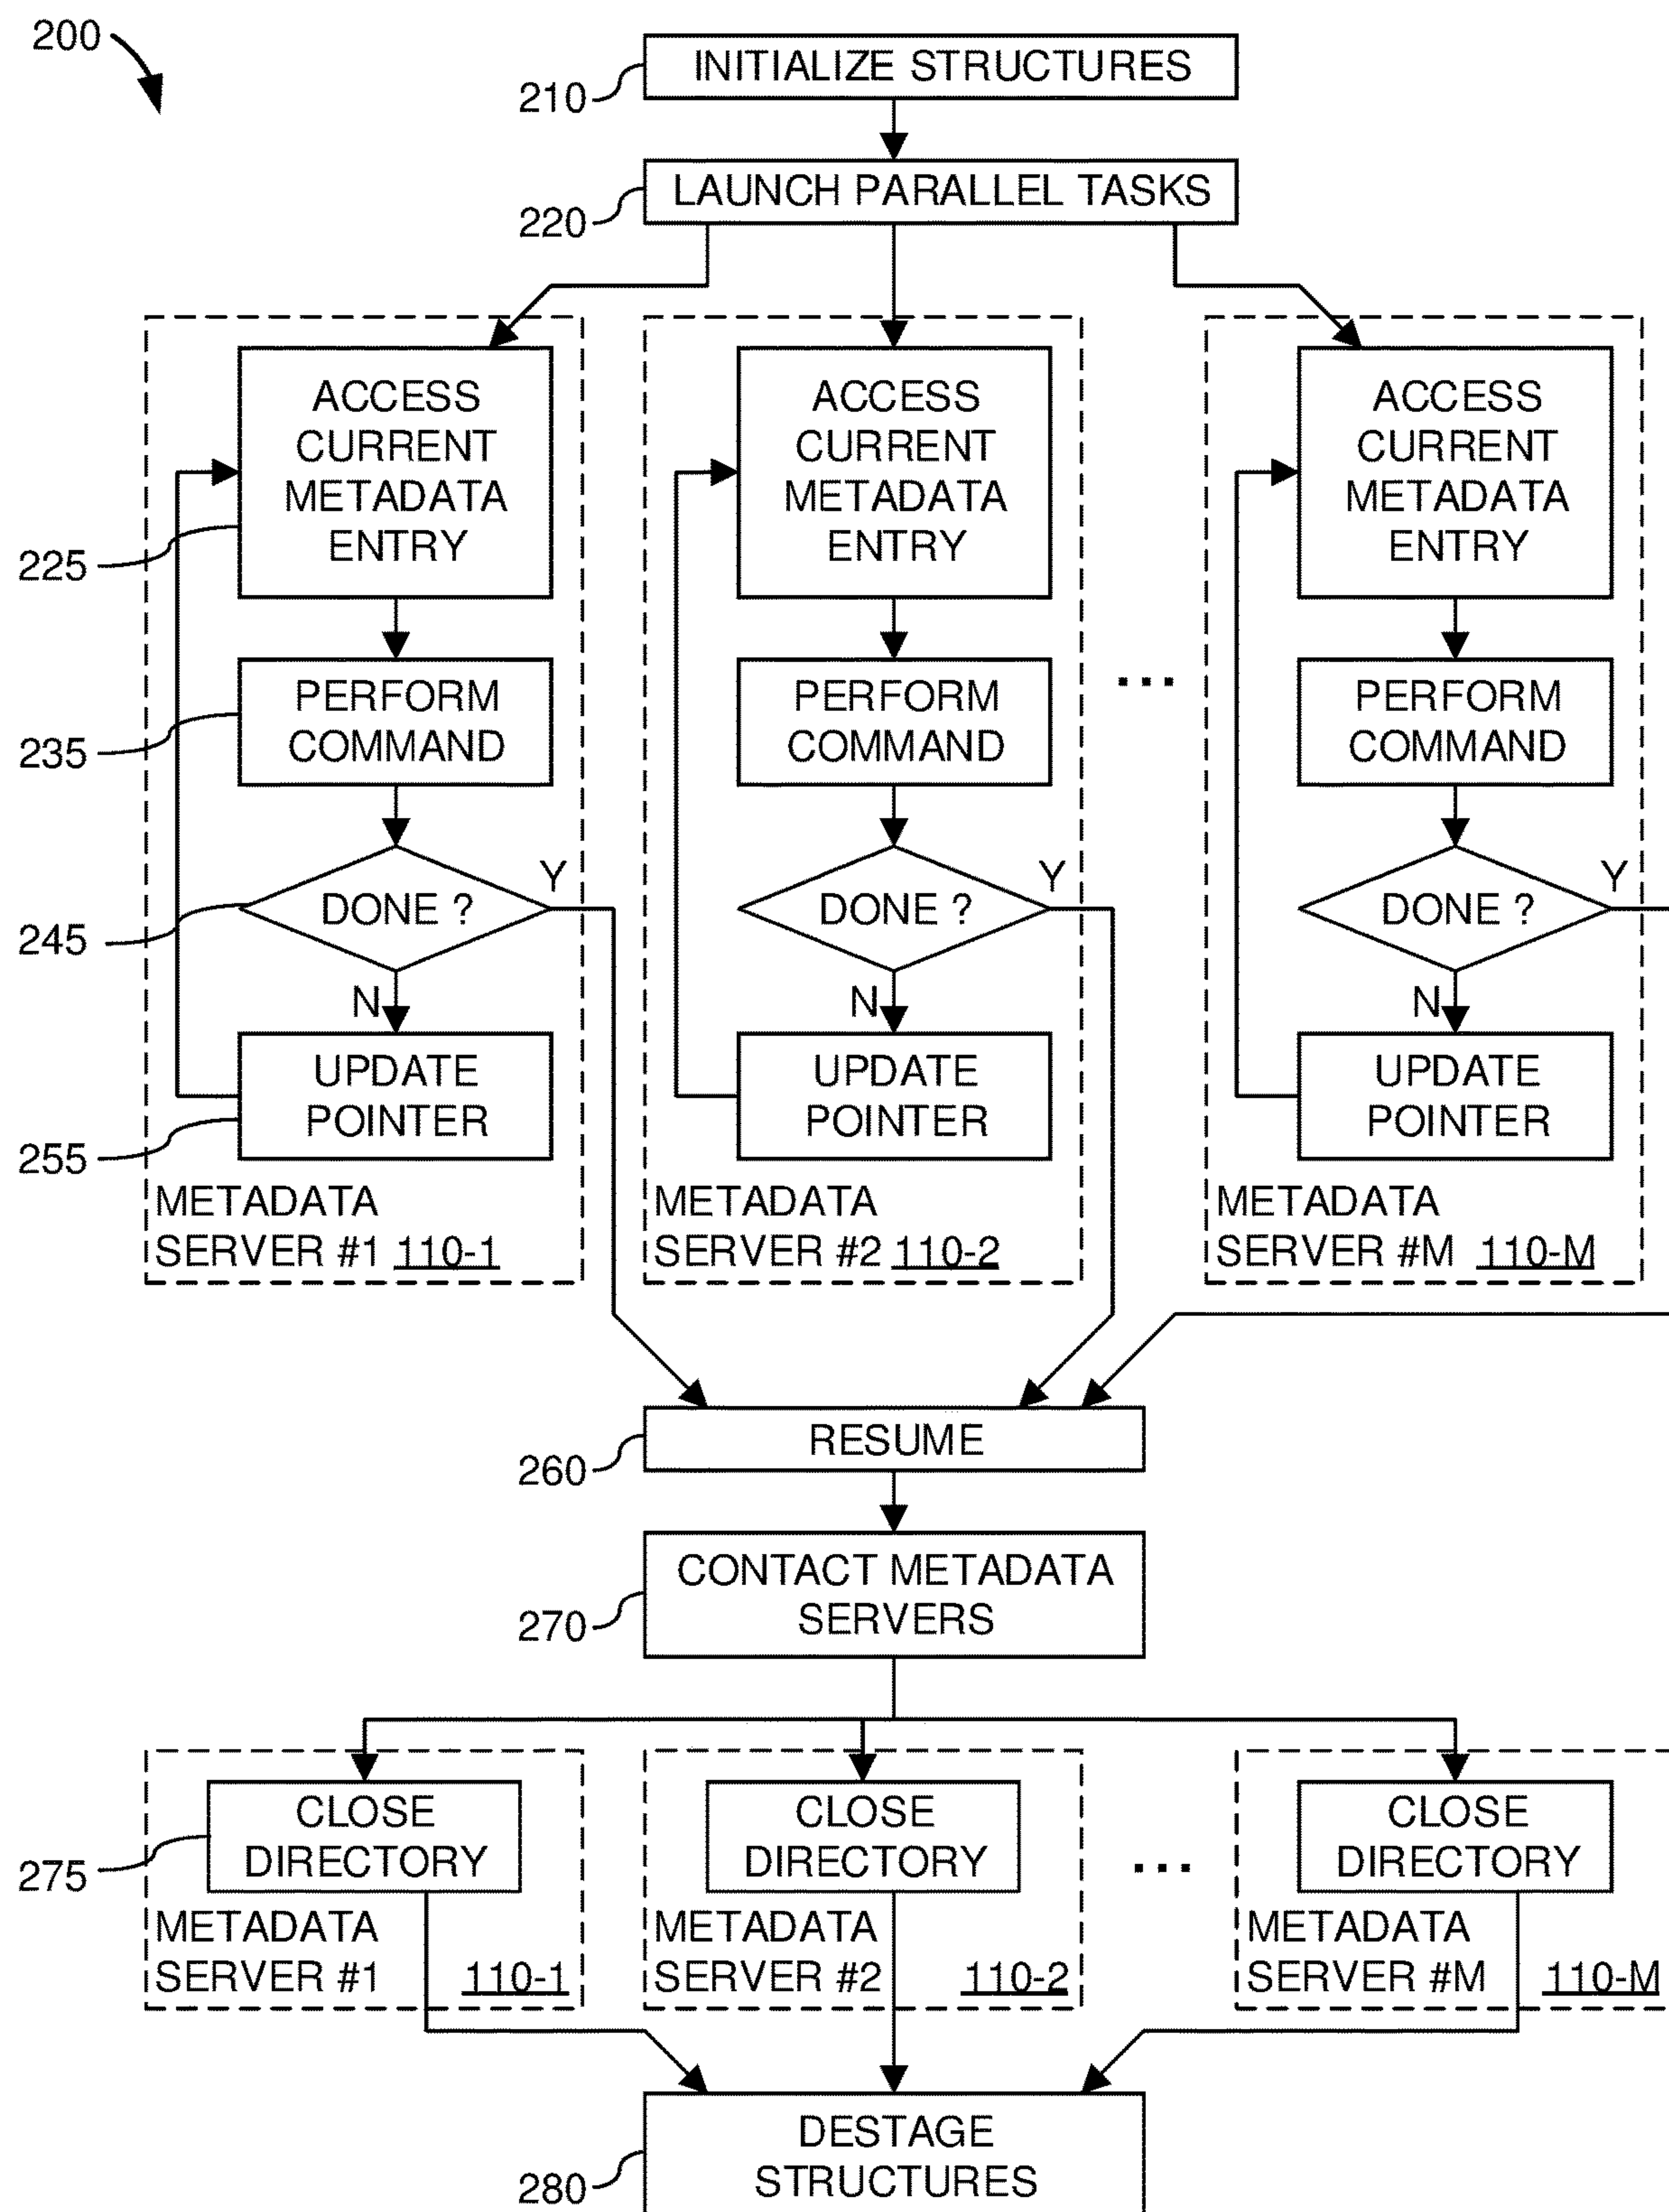 200
INITIALIZE STRUCTURES
210
LAUNCH PARALLEL TASKS
220
ACCESS
CURRENT
METADATA
ENTRY
225
PERFORM
COMMAND
235
DONE ?
Y
245
N
UPDATE
POINTER
255
METADATA
SERVER #1 110-1
ACCESS
CURRENT
METADATA
ENTRY
PERFORM
COMMAND
DONE ?
Y
N
UPDATE
POINTER
METADATA
SERVER #2 110-2
...
ACCESS
CURRENT
METADATA
ENTRY
PERFORM
COMMAND
DONE ?
Y
N
UPDATE
POINTER
METADATA
SERVER #M 110-M
RESUME
260
CONTACT METADATA
SERVERS
270
CLOSE
DIRECTORY
275
METADATA
SERVER #1 110-1
CLOSE
DIRECTORY
METADATA
SERVER #2 110-2
...
CLOSE
DIRECTORY
METADATA
SERVER #M 110-M
DESTAGE
STRUCTURES
280